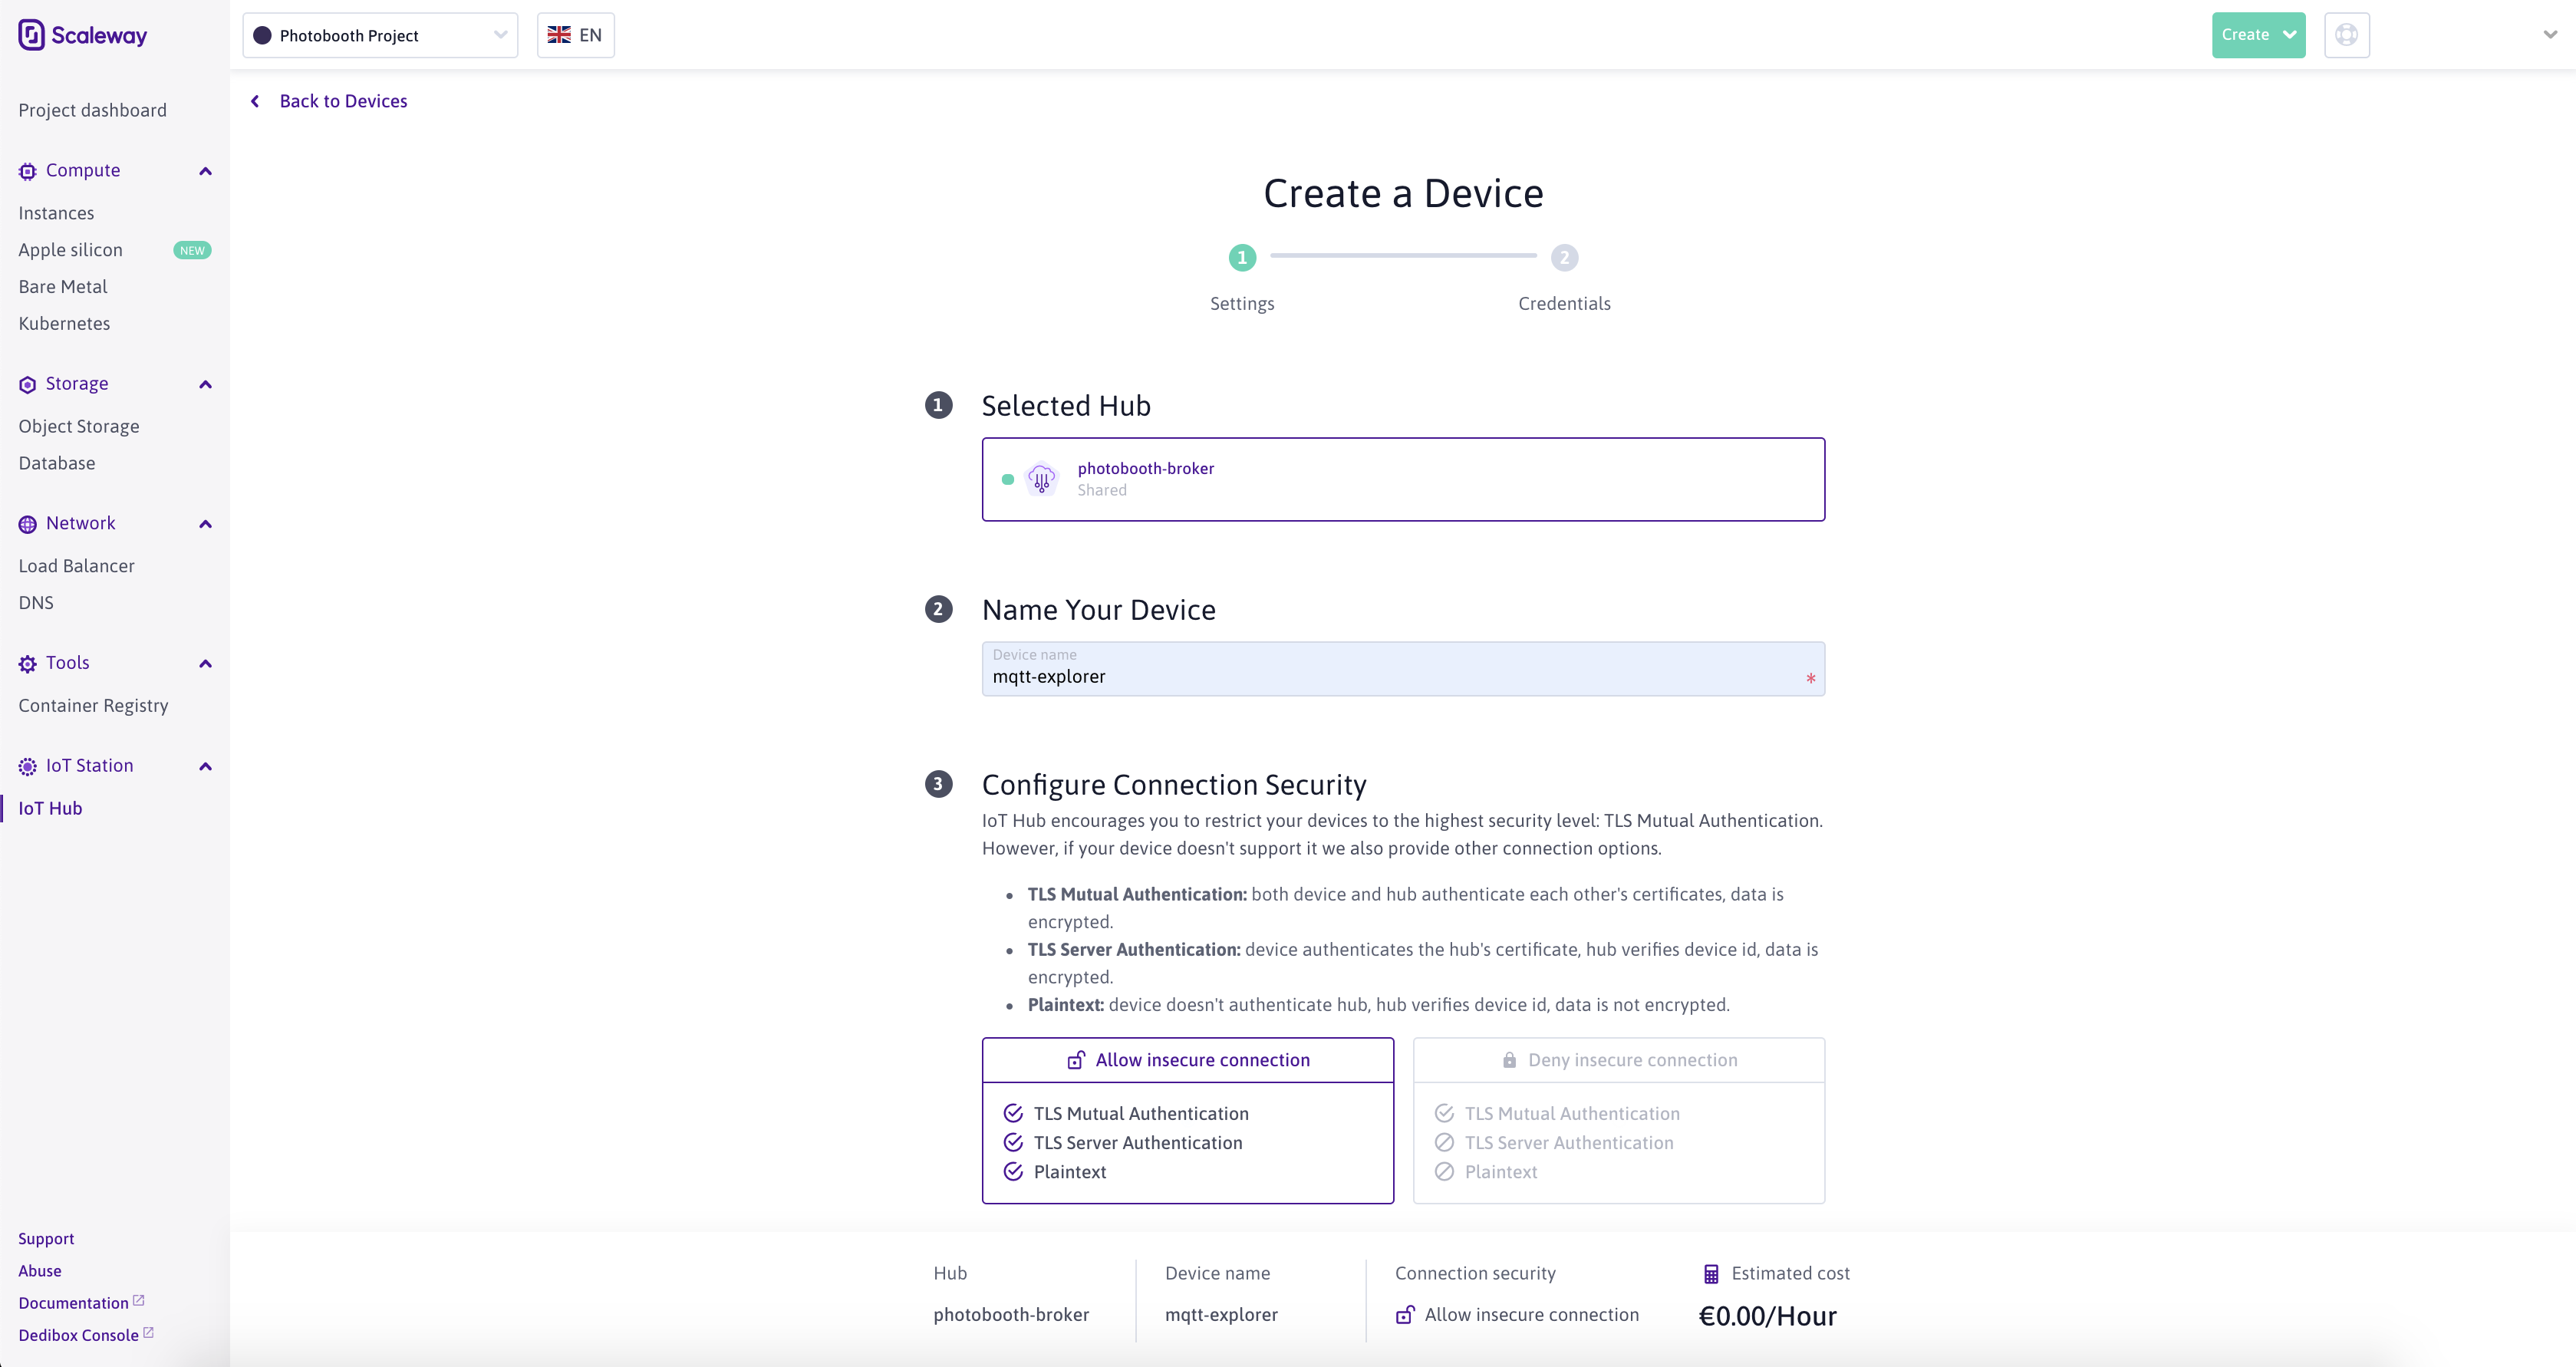 Scaleway
Photobooth Project
EN
Create
Project dashboard
Compute
Instances
Apple silicon NEW
Bare Metal
Kubernetes
Storage
Object Storage
Database
Network
Load Balancer
DNS
Tools
Container Registry
IoT Station
IoT Hub
Support
Abuse
Documentation
Dedibox Console
Back to Devices
Create a Device
1 2
Settings Credentials
1 Selected Hub
photobooth-broker
Shared
2 Name Your Device
Device name
mqtt-explorer *
3 Configure Connection Security
IoT Hub encourages you to restrict your devices to the highest security level: TLS Mutual Authentication.
However, if your device doesn't support it we also provide other connection options.
• TLS Mutual Authentication: both device and hub authenticate each other's certificates, data is
encrypted.
• TLS Server Authentication: device authenticates the hub's certificate, hub verifies device id, data is
encrypted.
• Plaintext: device doesn't authenticate hub, hub verifies device id, data is not encrypted.
Allow insecure connection
TLS Mutual Authentication
TLS Server Authentication
Plaintext
Deny insecure connection
TLS Mutual Authentication
TLS Server Authentication
Plaintext
Hub
photobooth-broker
Device name
mqtt-explorer
Connection security
Allow insecure connection
Estimated cost
€0.00/Hour